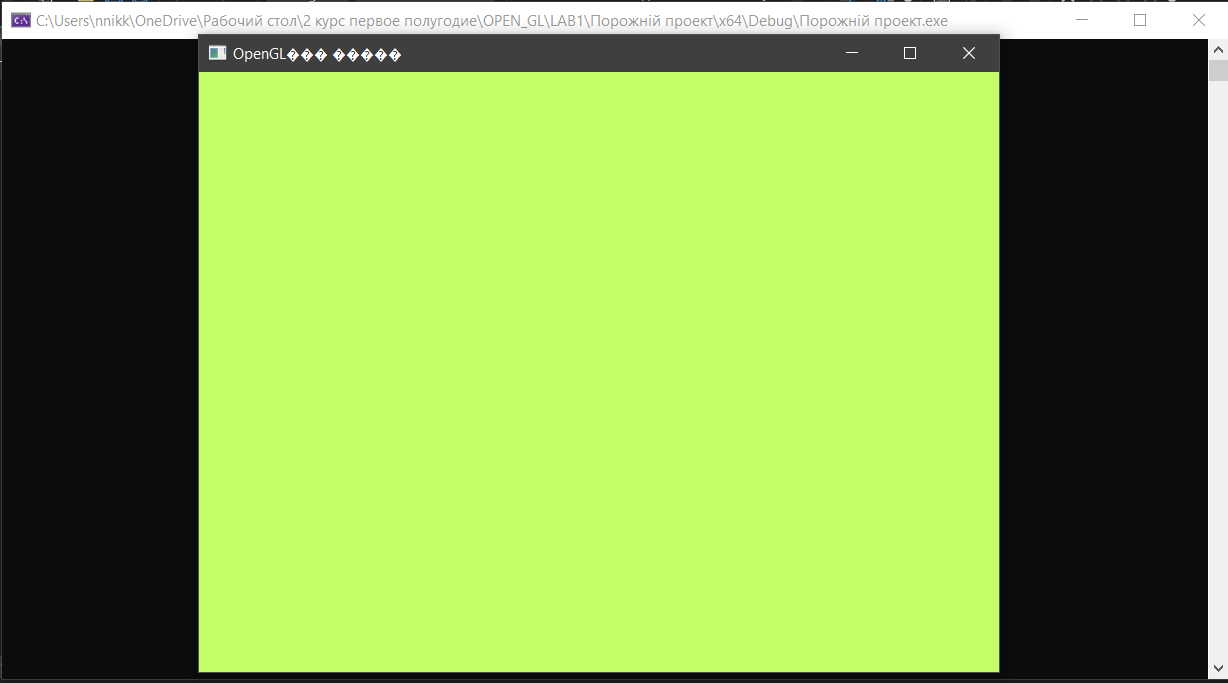 C:\Users\nnikk\OneDrive\Рабочий стол\2 курс первое полугодие\OPEN_GL\LAB1\Порожній проект\x64\Debug\Порожній проект.exe
OpenGL��� �����